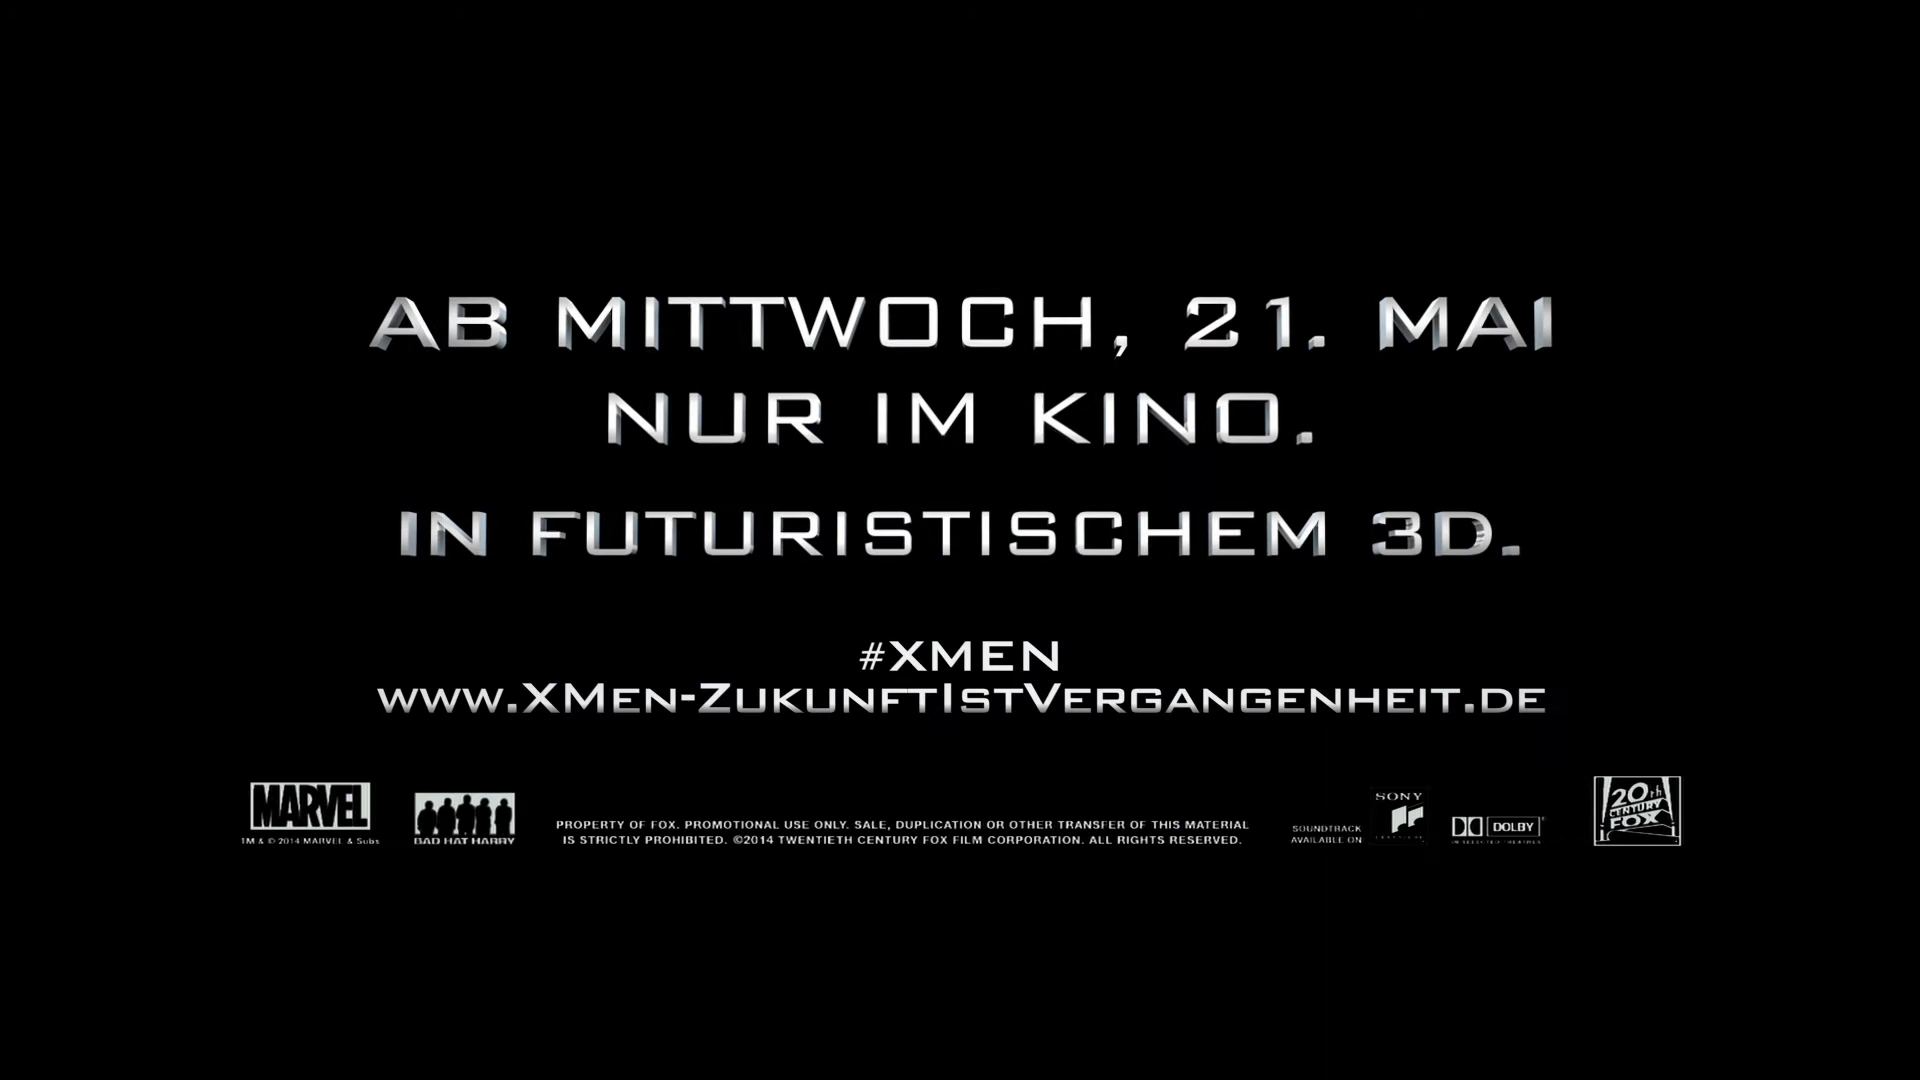 AB MITTWOCH, 21. MAI
NUR IM KINO.
IN FUTURISTISCHEM 3D.
#XMEN
www.XMen-ZukunftIstVergangenheit.de
MARVEL
TM & © 2014 MARVEL & Subs
BAD HAT HARRY
PROPERTY OF FOX. PROMOTIONAL USE ONLY. SALE, DUPLICATION OR OTHER TRANSFER OF THIS MATERIAL
IS STRICTLY PROHIBITED. ©2014 TWENTIETH CENTURY FOX FILM CORPORATION. ALL RIGHTS RESERVED.
SOUNDTRACK
AVAILABLE ON
SONY
DOLBY
IN SELECTED THEATRES
20th
CENTURY
FOX